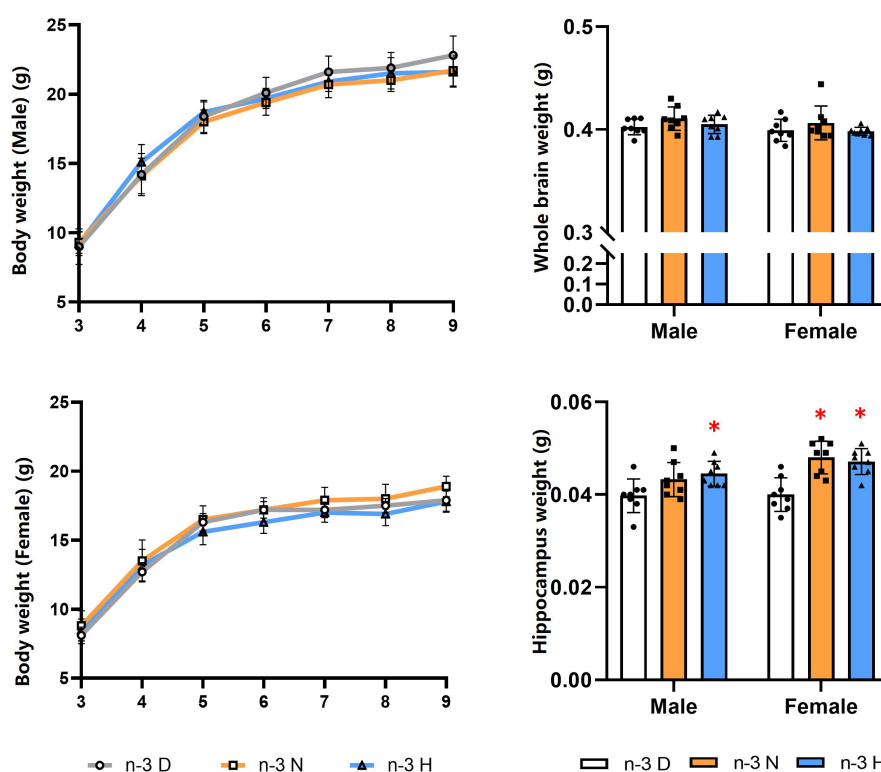 Body weight (Male) (g)
25
20
15
10
5
3 4 5 6 7 8 9
Whole brain weight (g)
0.5
0.4
0.3
0.2
0.1
0.0
Male Female
Body weight (Female) (g)
25
20
15
10
5
3 4 5 6 7 8 9
Hippocampus weight (g)
0.06
0.04
0.02
0.00
* * *
Male Female
n-3 D n-3 N n-3 H
n-3 D n-3 N n-3 H